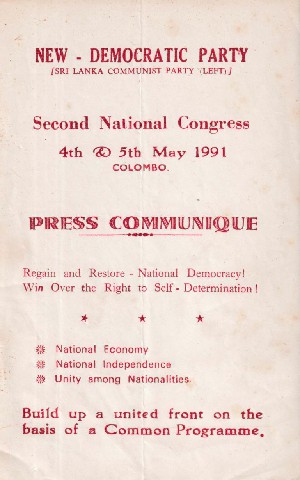 NEW - DEMOCRATIC PARTY
[SRI LANKA COMMUNIST PARTY (LEFT)]
Second National Congress
4th & 5th May 1991
COLOMBO.
PRESS COMMUNIQUE
Regain and Restore - National Democracy!
Win Over the Right to Self - Determination!
* * *
National Economy
National Independence
Unity among Nationalities
Build up a united front on the
basis of a Common Programme.